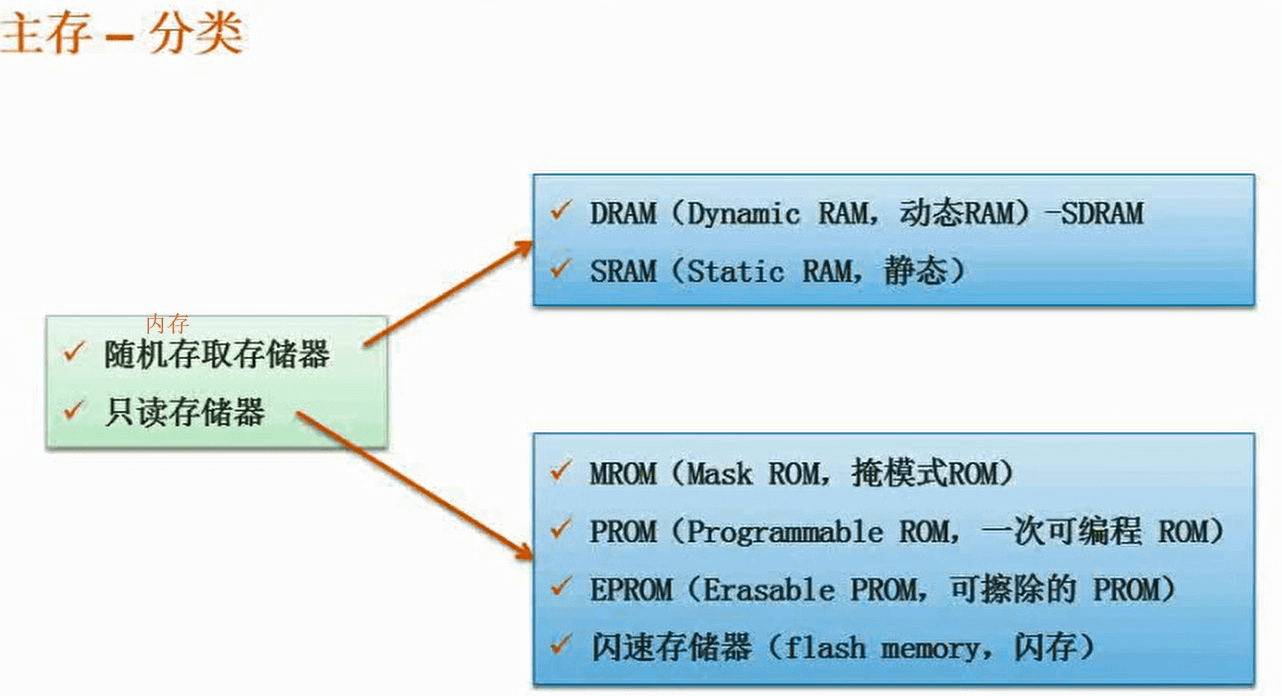 主存 – 分类
内存
随机存取存储器
只读存储器
DRAM（Dynamic RAM，动态RAM）-SDRAM
SRAM（Static RAM，静态）
MROM（Mask ROM，掩模式ROM）
PROM（Programmable ROM，一次可编程 ROM）
EPROM（Erasable PROM，可擦除的 PROM）
闪速存储器（flash memory，闪存）